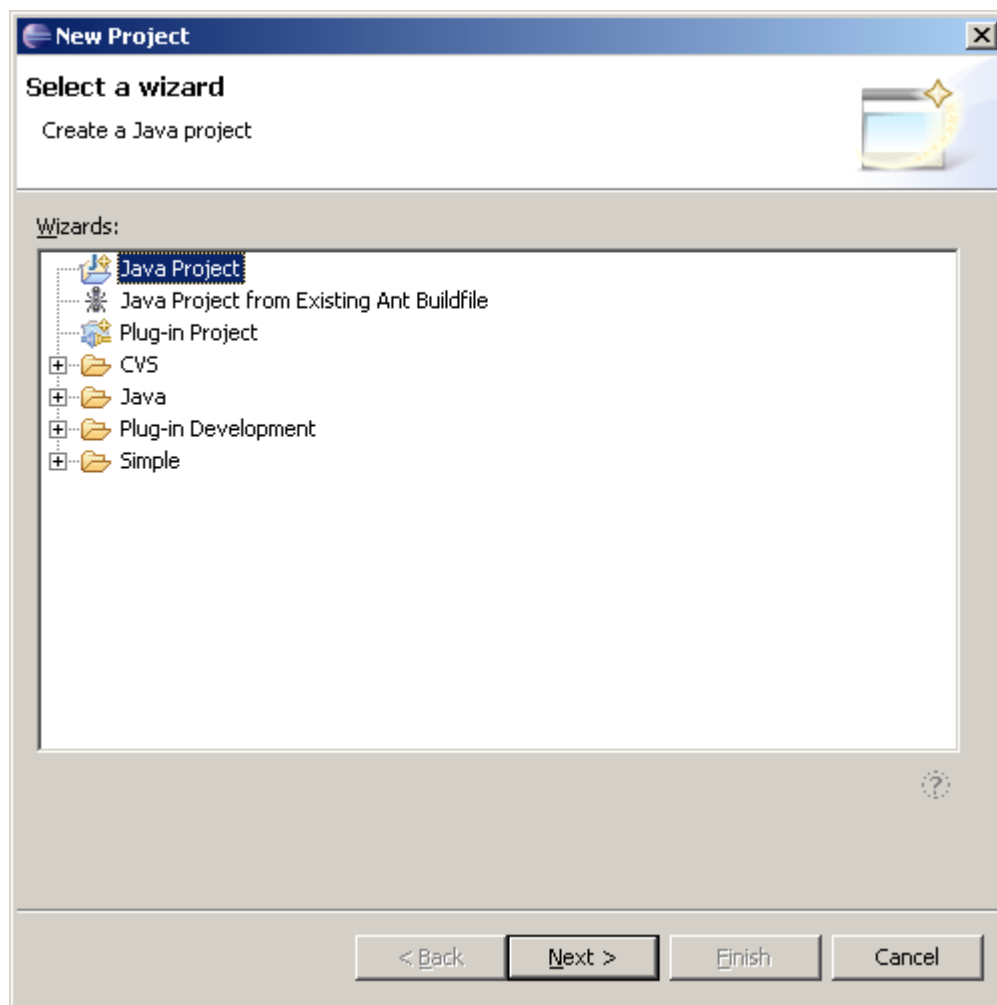 New Project
Select a wizard
Create a Java project
Wizards:
Java Project
Java Project from Existing Ant Buildfile
Plug-in Project
CVS
Java
Plug-in Development
Simple
?
< Back
Next >
Finish
Cancel